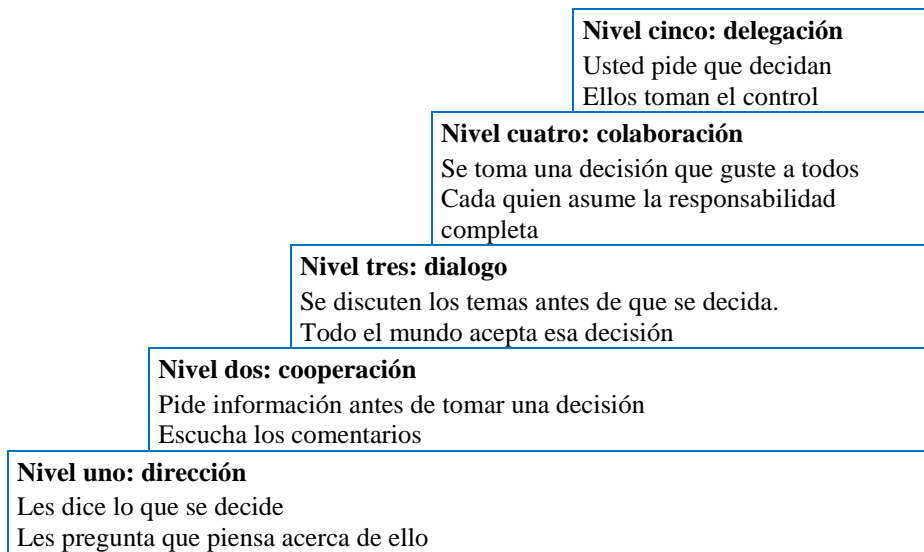 Nivel cinco: delegación
Usted pide que decidan
Ellos toman el control
Nivel cuatro: colaboración
Se toma una decisión que guste a todos
Cada quien asume la responsabilidad
completa
Nivel tres: dialogo
Se discuten los temas antes de que se decida.
Todo el mundo acepta esa decisión
Nivel dos: cooperación
Pide información antes de tomar una decisión
Escucha los comentarios
Nivel uno: dirección
Les dice lo que se decide
Les pregunta que piensa acerca de ello